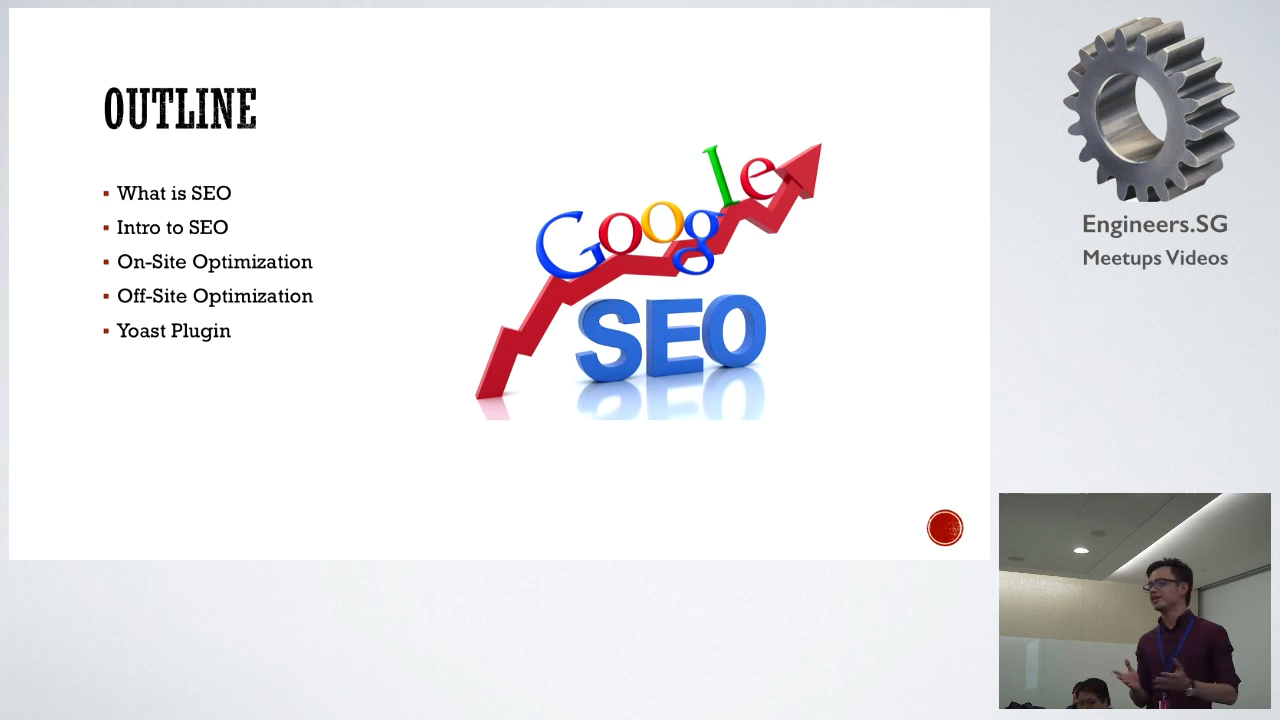 OUTLINE
What is SEO
Intro to SEO
On-Site Optimization
Off-Site Optimization
Yoast Plugin
Google
SEO
Engineers.SG
Meetups Videos